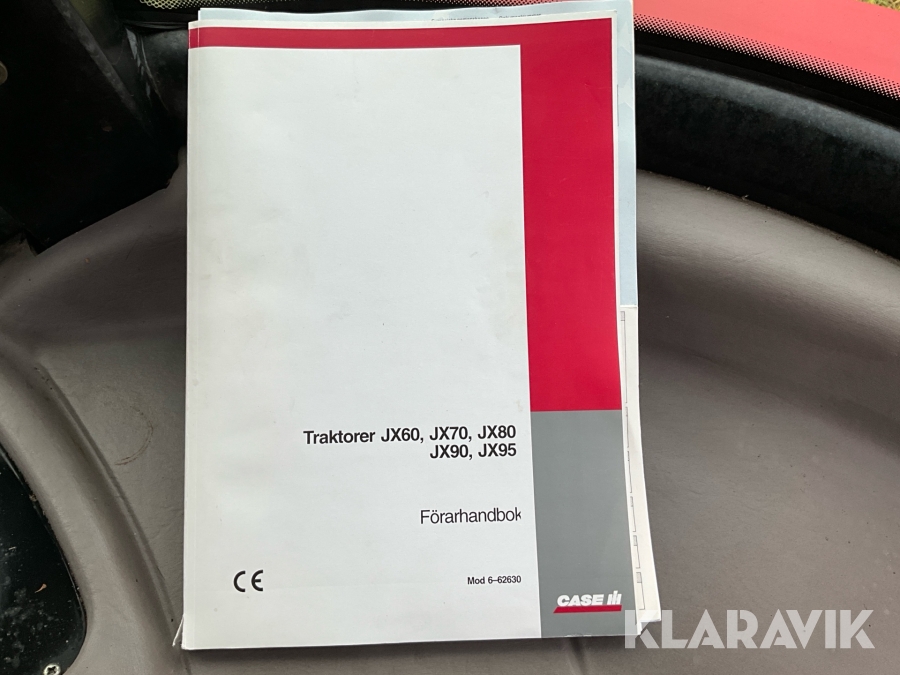 Traktorer JX60, JX70, JX80
JX90, JX95
Förarhandbok
CE
Mod 6–62630
CASE IH
KLARAVIK